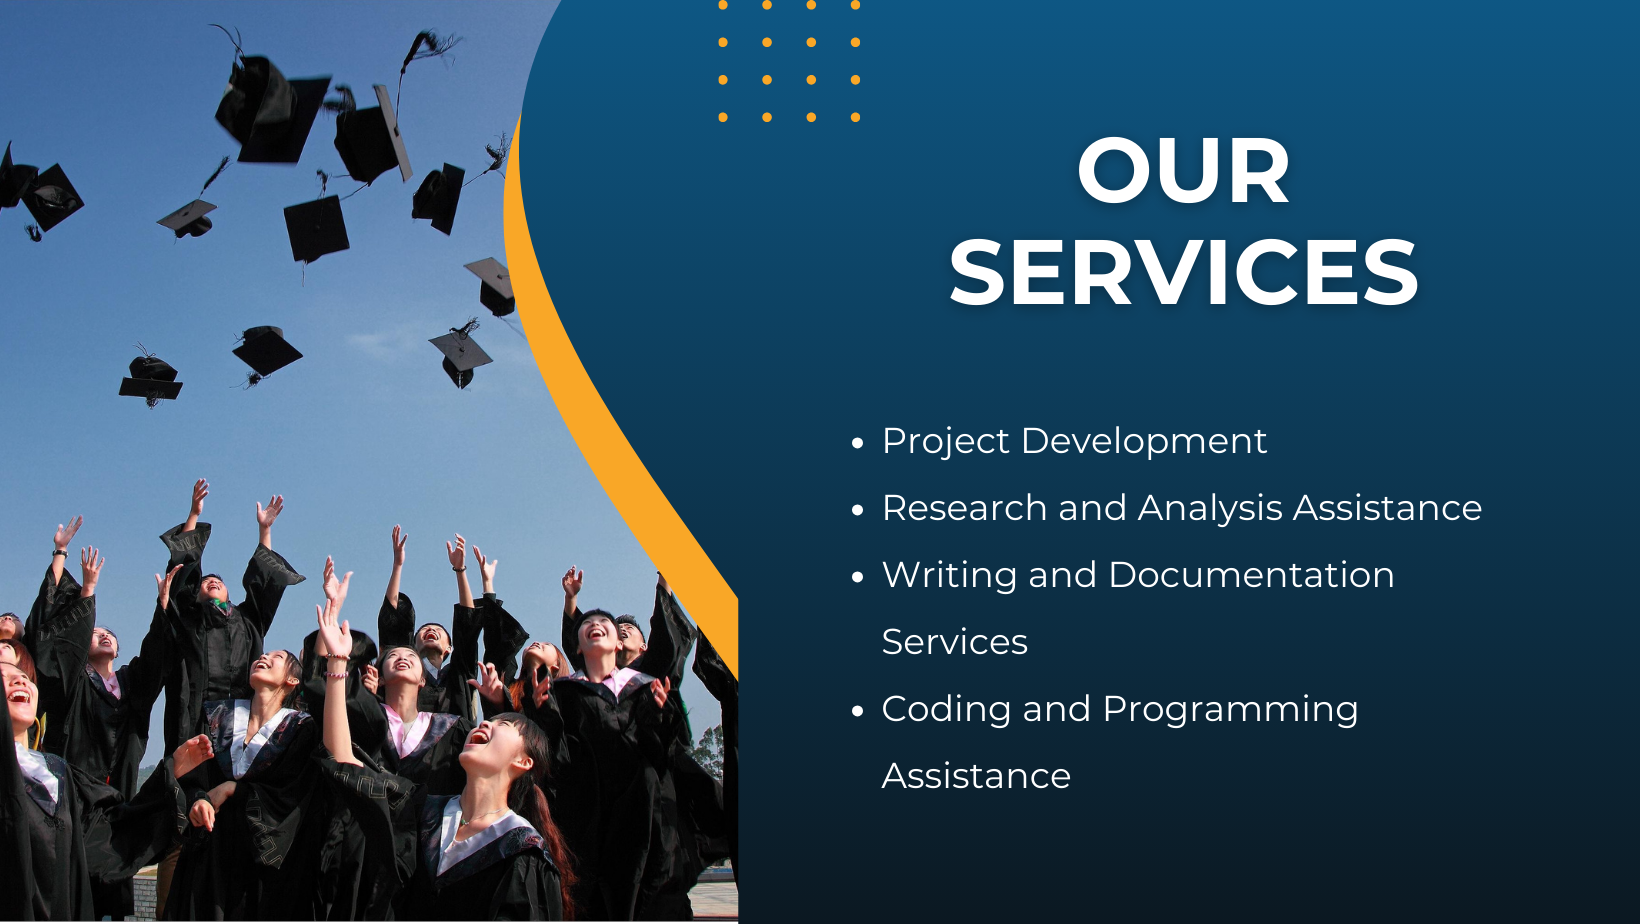 OUR
SERVICES
• Project Development
• Research and Analysis Assistance
• Writing and Documentation
Services
• Coding and Programming
Assistance